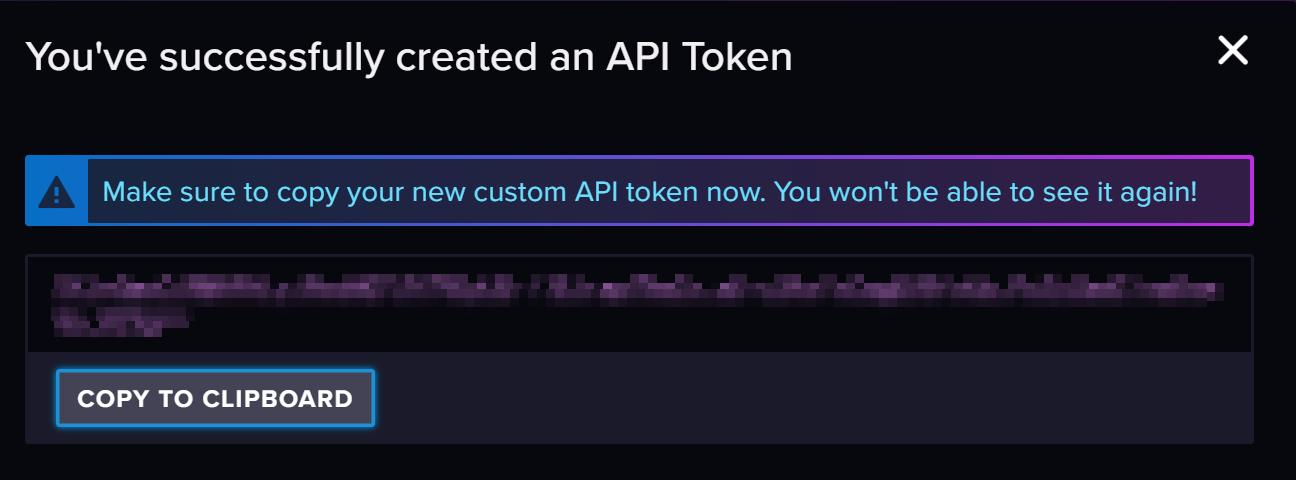 You've successfully created an API Token
Make sure to copy your new custom API token now. You won't be able to see it again!
COPY TO CLIPBOARD